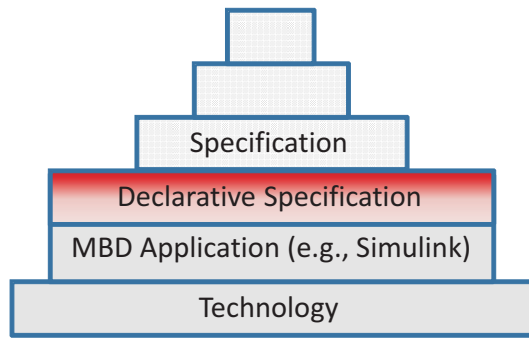 Specification
Declarative Specification
MBD Application (e.g., Simulink)
Technology